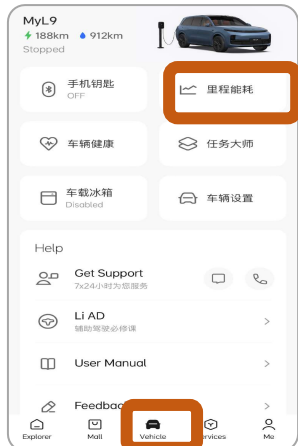 MyL9
188km 912km
Stopped
手机钥匙
OFF
里程能耗
车辆健康
任务大师
车载冰箱
Disabled
车辆设置
Help
Get Support
7x24小时为您服务
Li AD
辅助驾驶必修课
User Manual
Feedbac
Explorer Mall Vehicle rvices Me